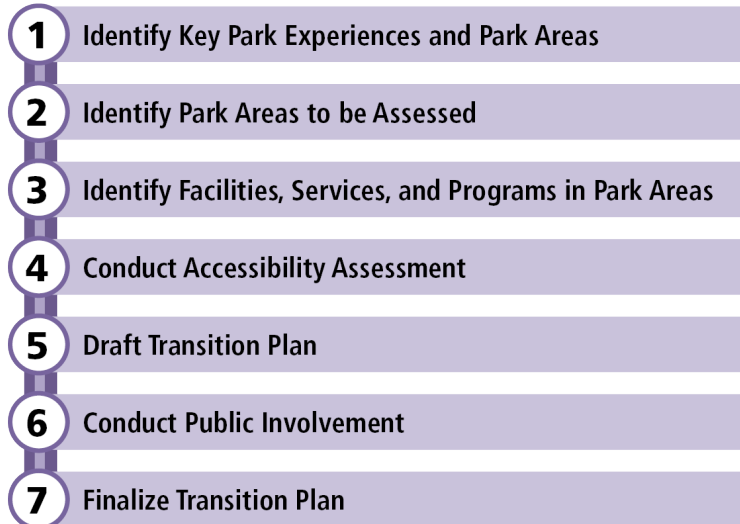 1 Identify Key Park Experiences and Park Areas
2 Identify Park Areas to be Assessed
3 Identify Facilities, Services, and Programs in Park Areas
4 Conduct Accessibility Assessment
5 Draft Transition Plan
6 Conduct Public Involvement
7 Finalize Transition Plan